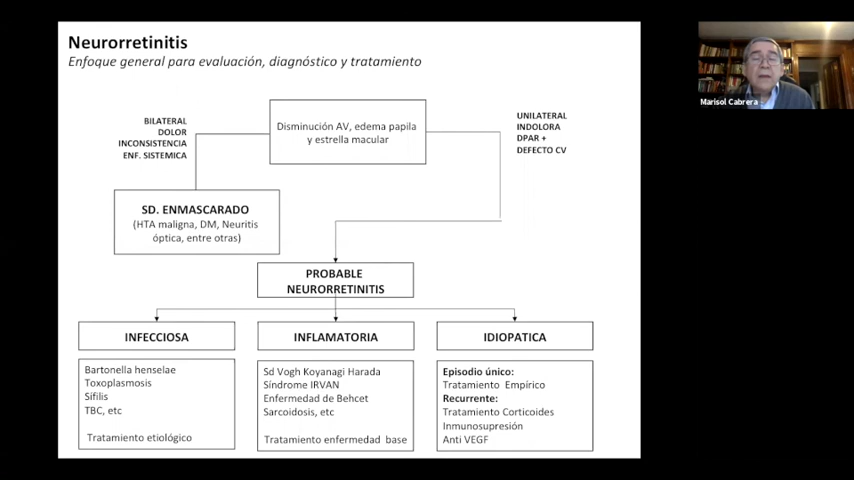 Neurorretinitis
Enfoque general para evaluación, diagnóstico y tratamiento
Marisol Cabrera
BILATERAL
DOLOR
INCONSISTENCIA
ENF. SISTEMICA
Disminución AV, edema papila
y estrella macular
UNILATERAL
INDOLORA
DPAR +
DEFECTO CV
SD. ENMASCARADO
(HTA maligna, DM, Neuritis
óptica, entre otras)
PROBABLE
NEURORRETINITIS
INFECCIOSA
Bartonella henselae
Toxoplasmosis
Sífilis
TBC, etc
Tratamiento etiológico
INFLAMATORIA
Sd Vogh Koyanagi Harada
Síndrome IRVAN
Enfermedad de Behcet
Sarcoidosis, etc
Tratamiento enfermedad base
IDIOPATICA
Episodio único:
Tratamiento Empírico
Recurrente:
Tratamiento Corticoides
Inmunosupresión
Anti VEGF